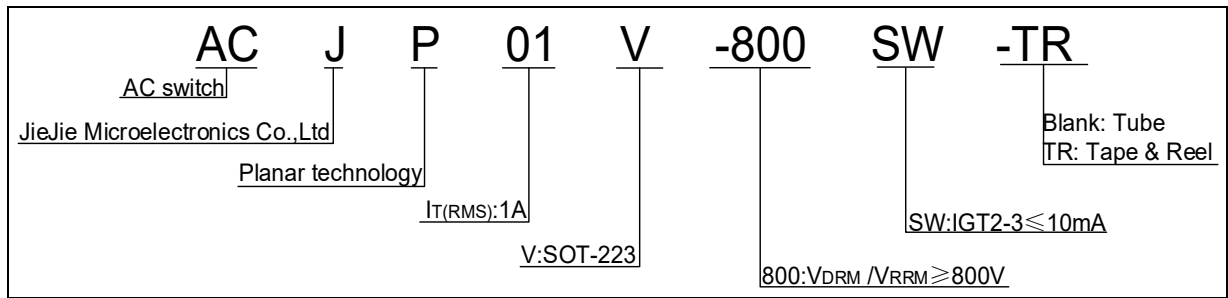 AC J P 01 V -800 SW -TR
AC switch
JieJie Microelectronics Co.,Ltd
Planar technology
IT(RMS):1A
V:SOT-223
800:VDRM /VRRM≥800V
SW:IGT2-3≤10mA
Blank: Tube
TR: Tape & Reel